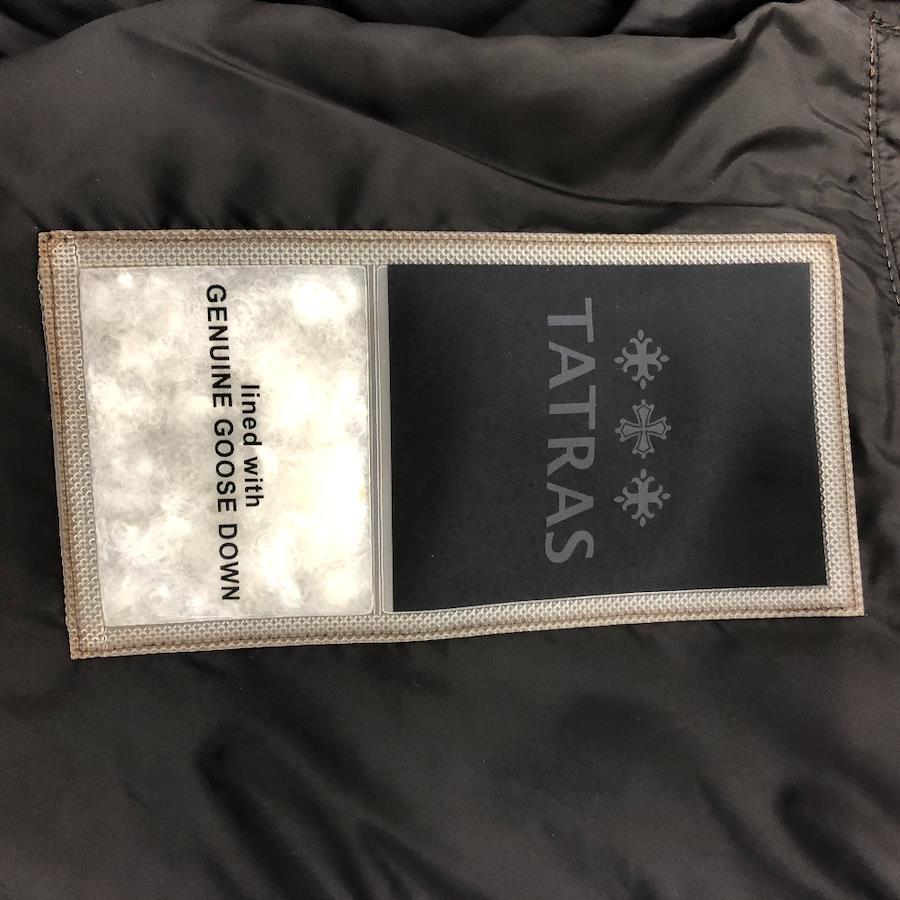 TATRAS
lined with
GENUINE GOOSE DOWN